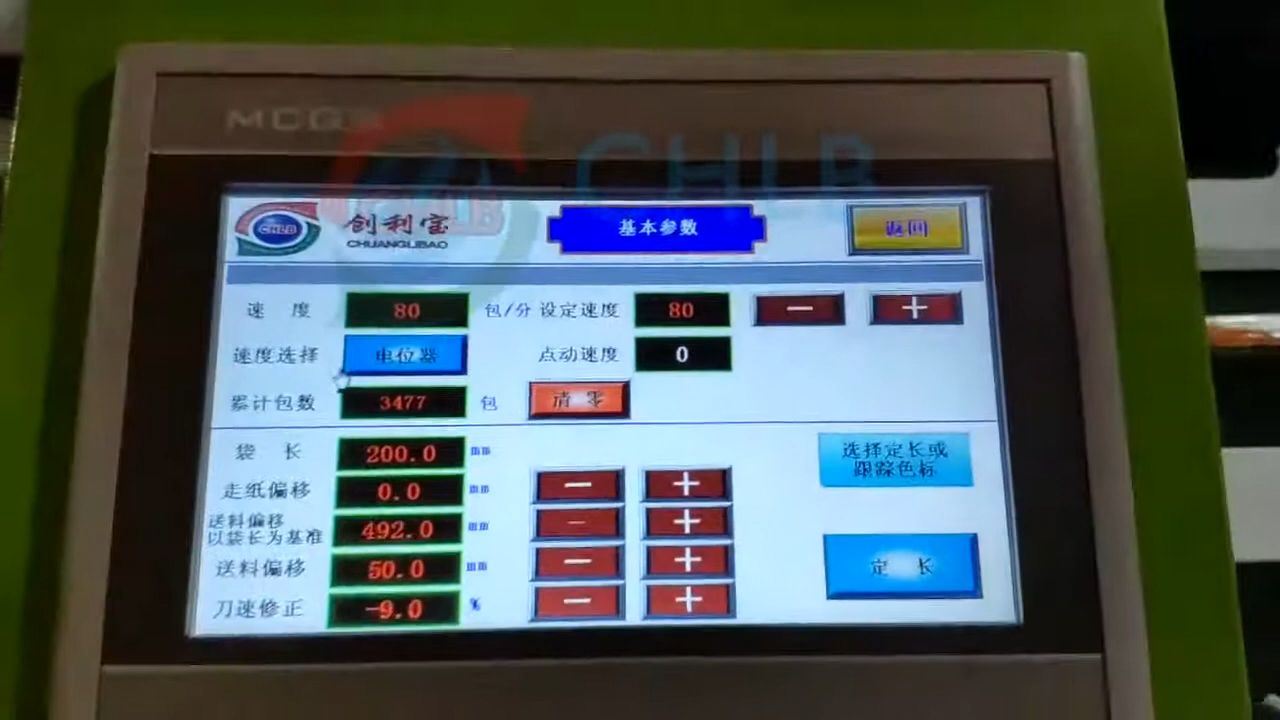 MCGS
CHLB
CHLB
创利宝
CHUANGLIBAO
基本参数
返回
速 度 80 包/分 设定速度 80 － ＋
速度选择 电位器 点动速度 0
累计包数 3477 包 清 零
袋 长 200.0 mm 选择定长或
跟踪色标
走纸偏移 0.0 mm － ＋
送料偏移
以袋长为基准 492.0 mm － ＋
送料偏移 50.0 mm － ＋ 定 长
刀速修正 -9.0 % － ＋